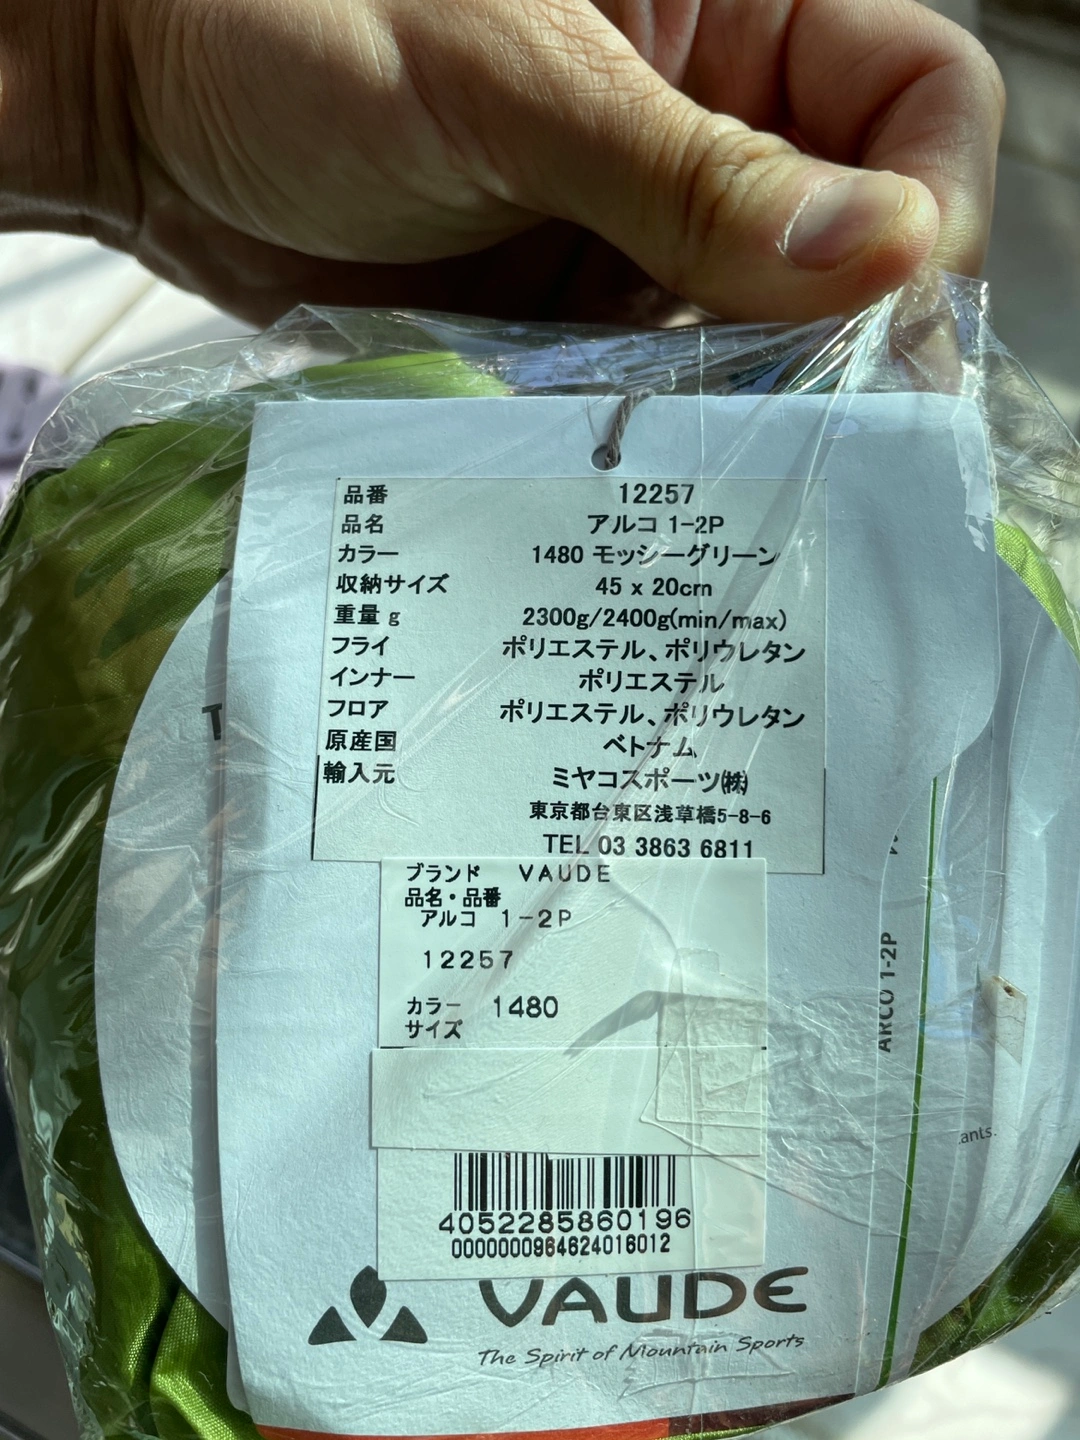 品番 12257
品名 アルコ 1-2P
カラー 1480 モッシーグリーン
収納サイズ 45 x 20cm
重量 g 2300g/2400g(min/max)
フライ ポリエステル、ポリウレタン
インナー ポリエステル
フロア ポリエステル、ポリウレタン
原産国 ベトナム
輸入元 ミヤコスポーツ㈱
東京都台東区浅草橋5-8-6
TEL 03 3863 6811
ブランド VAUDE
品名・品番
アルコ 1-2P
12257
カラー 1480
サイズ
4052285860196
0000000964624016012
VAUDE
The Spirit of Mountain Sports
ARCO 1-2P